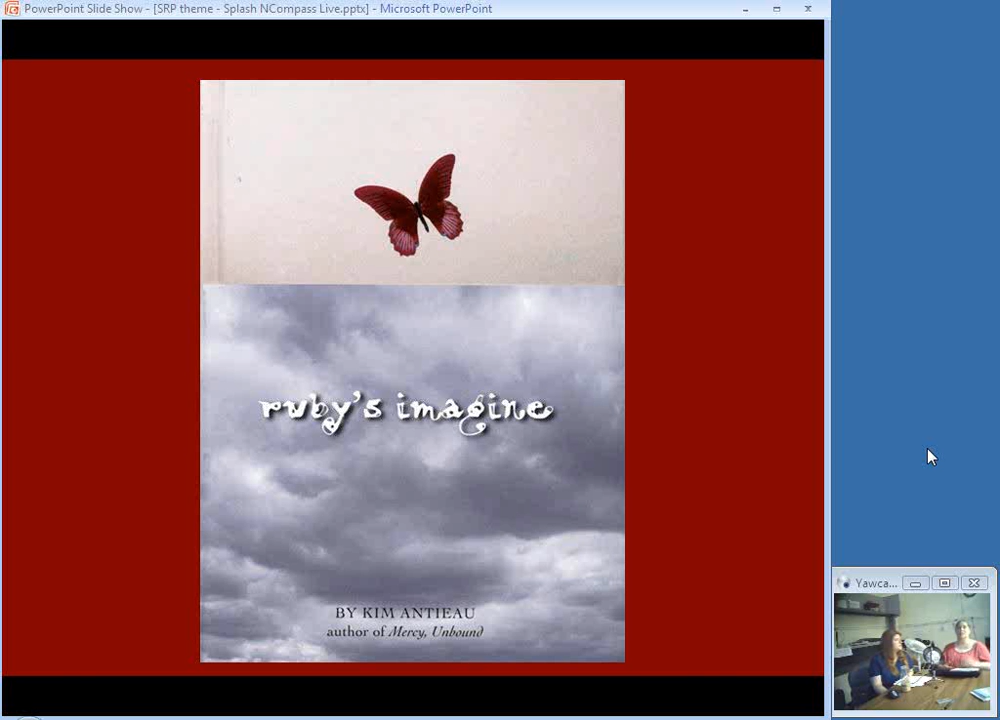 PowerPoint Slide Show - [SRP theme - Splash NCompass Live.pptx] - Microsoft PowerPoint
ruby's imagine
BY KIM ANTIEAU
author of Mercy, Unbound
Yawca...